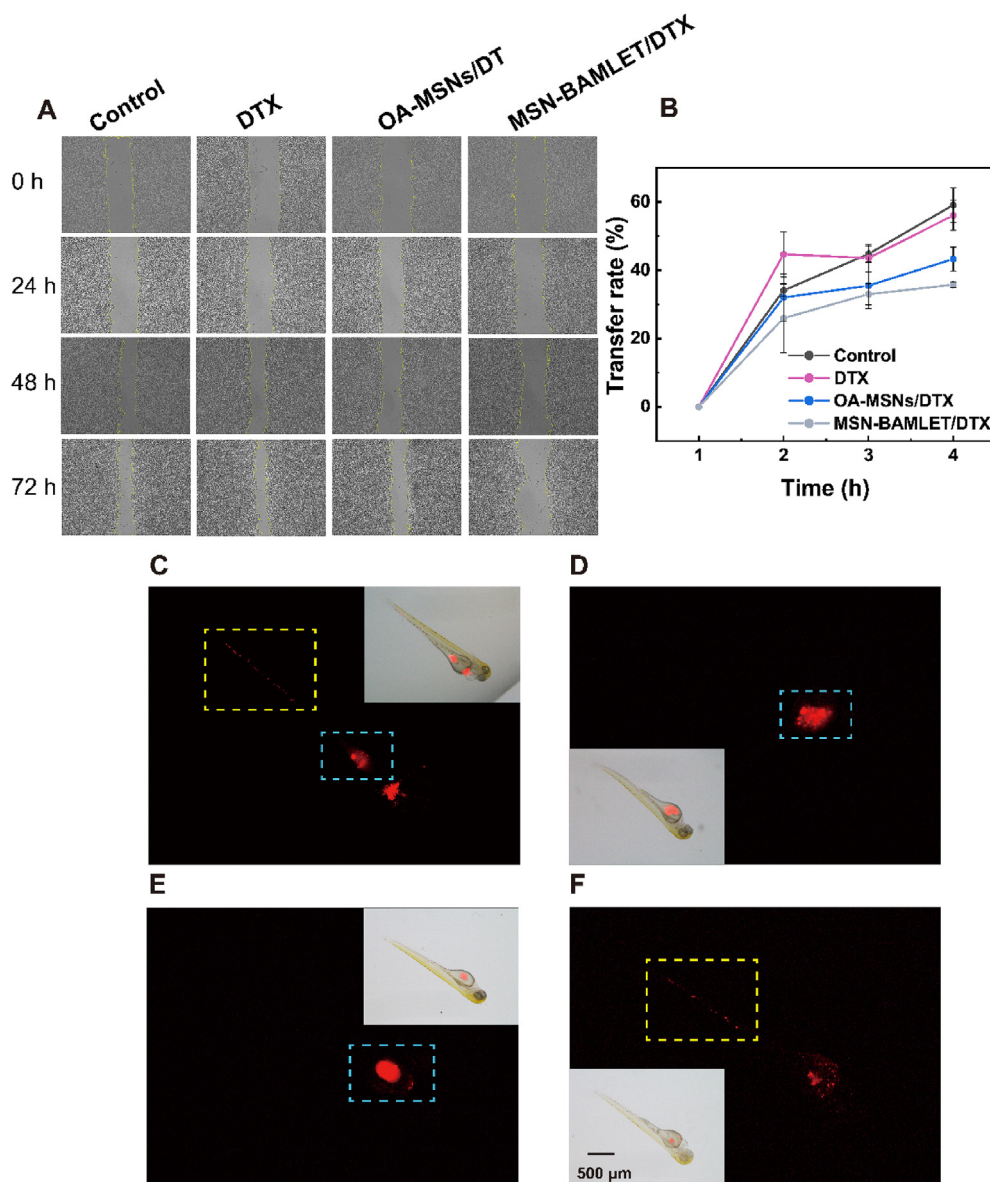 A
Control
DTX
OA-MSNs/DT
MSN-BAMLET/DTX
0 h
24 h
48 h
72 h
B
Transfer rate (%)
60
40
20
0
Control
DTX
OA-MSNs/DTX
MSN-BAMLET/DTX
1 2 3 4
Time (h)
C
D
E
F
500 μm